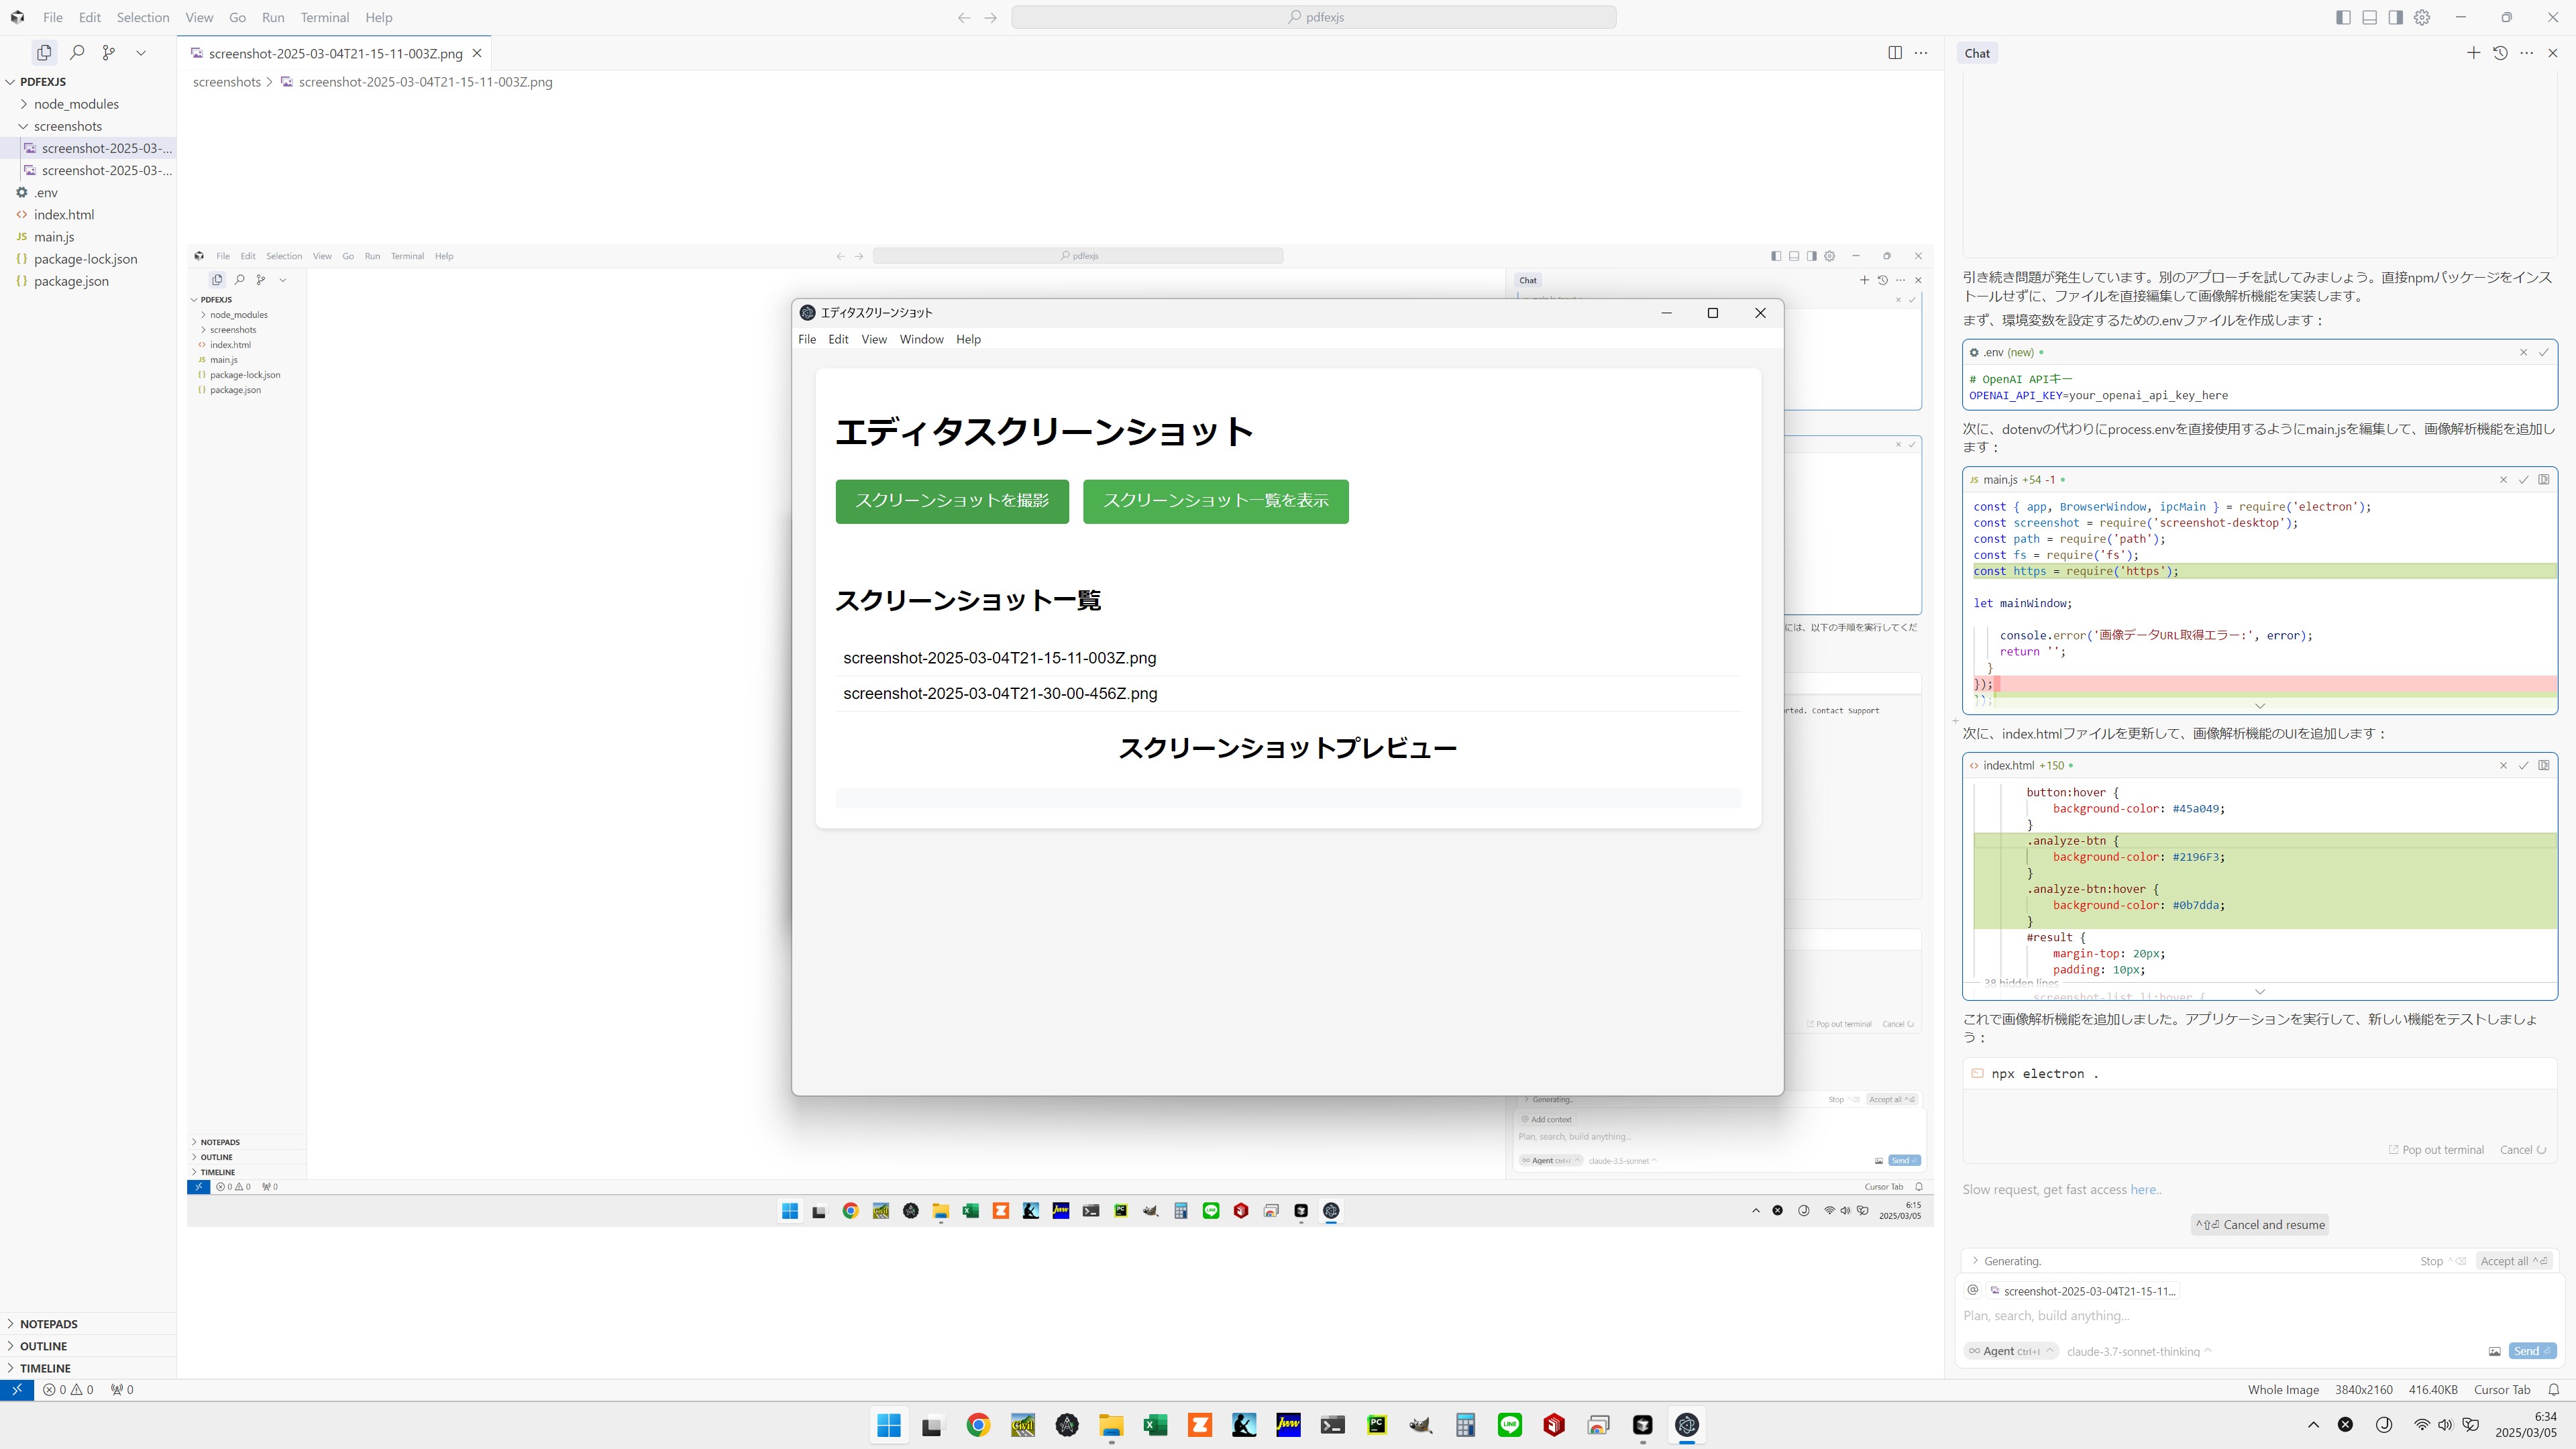 File Edit Selection View Go Run Terminal Help
pdfexjs
screenshot-2025-03-04T21-15-11-003Z.png
Chat
screenshots > screenshot-2025-03-04T21-15-11-003Z.png
PDFEXJS
node_modules
screenshots
screenshot-2025-03-...
screenshot-2025-03-...
.env
index.html
main.js
package-lock.json
package.json
NOTEPADS
OUTLINE
TIMELINE
File Edit Selection View Go Run Terminal Help
pdfexjs
Chat
PDFEXJS
node_modules
screenshots
index.html
main.js
package-lock.json
package.json
には、以下の手順を実行してくだ
rted. Contact Support
Pop out terminal Cancel
Generating..
Stop
Accept all
Add context
Plan, search, build anything...
Agent Ctrl+I claude-3.5-sonnet
Send
NOTEPADS
OUTLINE
TIMELINE
0 0 0
Cursor Tab
6:15
2025/03/05
エディタスクリーンショット
File Edit View Window Help
エディタスクリーンショット
スクリーンショットを撮影
スクリーンショット一覧を表示
スクリーンショット一覧
screenshot-2025-03-04T21-15-11-003Z.png
screenshot-2025-03-04T21-30-00-456Z.png
スクリーンショットプレビュー
引き続き問題が発生しています。別のアプローチを試してみましょう。直接npmパッケージをインス
トールせずに、ファイルを直接編集して画像解析機能を実装します。
まず、環境変数を設定するための.envファイルを作成します：
.env (new)
# OpenAI APIキー
OPENAI_API_KEY=your_openai_api_key_here
次に、dotenvの代わりにprocess.envを直接使用するようにmain.jsを編集して、画像解析機能を追加し
ます：
JS main.js +54 -1
const { app, BrowserWindow, ipcMain } = require('electron');
const screenshot = require('screenshot-desktop');
const path = require('path');
const fs = require('fs');
const https = require('https');
let mainWindow;
console.error('画像データURL取得エラー:', error);
return '';
}
});
});
次に、index.htmlファイルを更新して、画像解析機能のUIを追加します：
index.html +150
button:hover {
background-color: #45a049;
}
.analyze-btn {
background-color: #2196F3;
}
.analyze-btn:hover {
background-color: #0b7dda;
}
#result {
margin-top: 20px;
padding: 10px;
38 hidden lines
.screenshot-list li:hover {
これで画像解析機能を追加しました。アプリケーションを実行して、新しい機能をテストしましょ
う：
npx electron .
Pop out terminal Cancel
Slow request, get fast access here..
Cancel and resume
Generating.
Stop
Accept all
@ screenshot-2025-03-04T21-15-11...
Plan, search, build anything...
Agent Ctrl+I claude-3.7-sonnet-thinking
Send
0 0 0
Whole Image 3840x2160 416.40KB Cursor Tab
6:34
2025/03/05